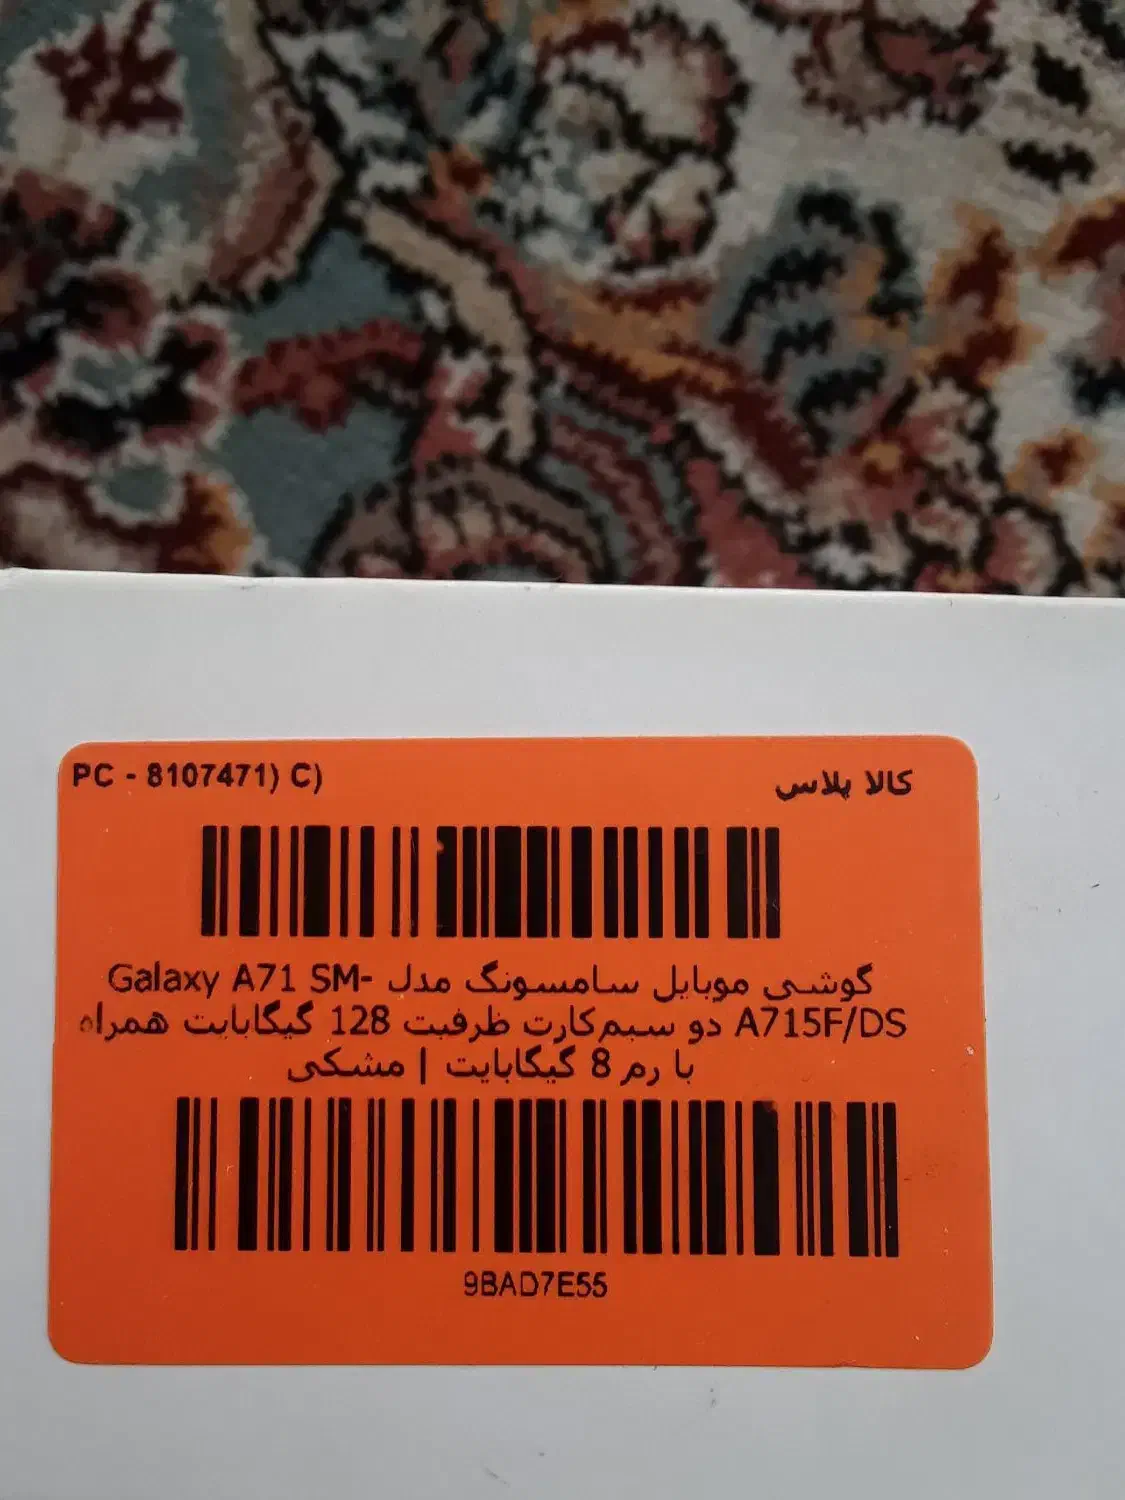 PC - 8107471) C)
کالا پلاس
گوشی موبایل سامسونگ مدل Galaxy A71 SM-
A715F/DS دو سیم‌کارت ظرفیت 128 گیگابایت همراه
با رم 8 گیگابایت | مشکی
9BAD7E55